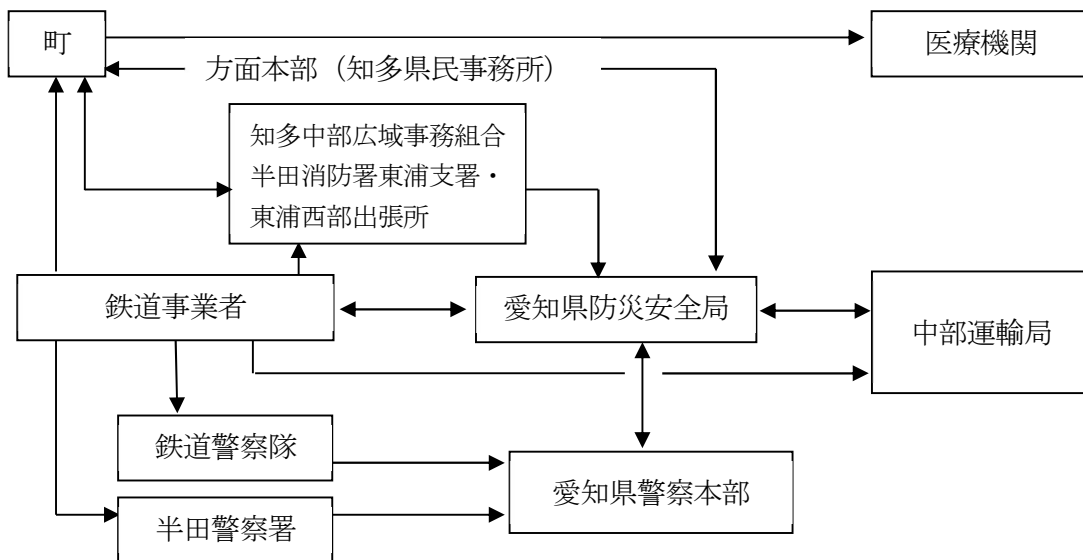 町
医療機関
方面本部（知多県民事務所）
知多中部広域事務組合
半田消防署東浦支署・
東浦西部出張所
鉄道事業者
愛知県防災安全局
中部運輸局
鉄道警察隊
愛知県警察本部
半田警察署